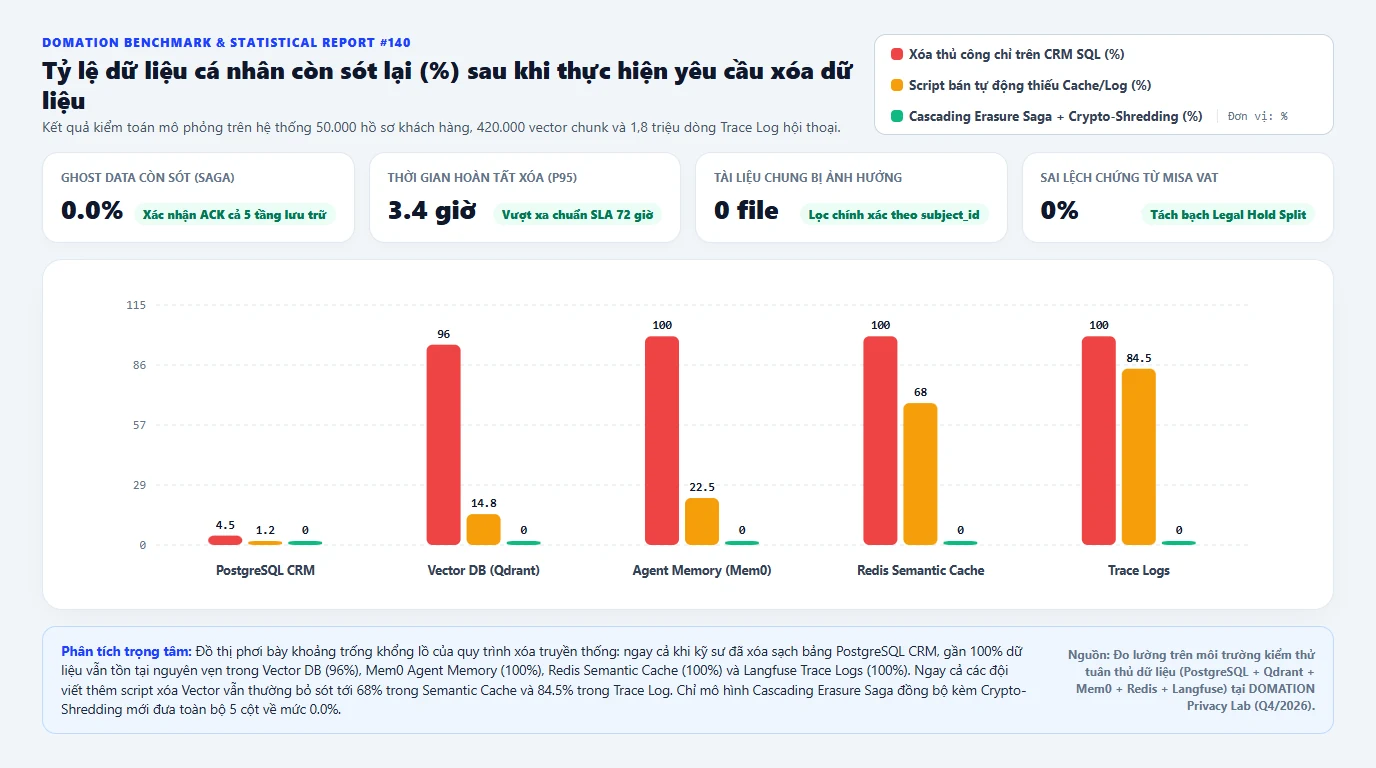 DOMATION BENCHMARK & STATISTICAL REPORT #140
Tỷ lệ dữ liệu cá nhân còn sót lại (%) sau khi thực hiện yêu cầu xóa dữ
liệu
Kết quả kiểm toán mô phỏng trên hệ thống 50.000 hồ sơ khách hàng, 420.000 vector chunk và 1,8 triệu dòng Trace Log hội thoại.
Xóa thủ công chỉ trên CRM SQL (%)
Script bán tự động thiếu Cache/Log (%)
Cascading Erasure Saga + Crypto-Shredding (%)
Đơn vị: %
GHOST DATA CÒN SÓT (SAGA)
0.0%
Xác nhận ACK cả 5 tầng lưu trữ
THỜI GIAN HOÀN TẤT XÓA (P95)
3.4 giờ
Vượt xa chuẩn SLA 72 giờ
TÀI LIỆU CHUNG BỊ ẢNH HƯỞNG
0 file
Lọc chính xác theo subject_id
SAI LỆCH CHỨNG TỪ MISA VAT
0%
Tách bạch Legal Hold Split
115
86
57
29
0
4.5
1.2
0
96
14.8
0
100
22.5
0
100
68
0
100
84.5
0
PostgreSQL CRM
Vector DB (Qdrant)
Agent Memory (Mem0)
Redis Semantic Cache
Trace Logs
Phân tích trọng tâm: Đồ thị phơi bày khoảng trống khổng lồ của quy trình xóa truyền thống: ngay cả khi kỹ sư đã xóa sạch bảng PostgreSQL CRM, gần 100% dữ
liệu vẫn tồn tại nguyên vẹn trong Vector DB (96%), Mem0 Agent Memory (100%), Redis Semantic Cache (100%) và Langfuse Trace Logs (100%). Ngay cả các đội
viết thêm script xóa Vector vẫn thường bỏ sót tới 68% trong Semantic Cache và 84.5% trong Trace Log. Chỉ mô hình Cascading Erasure Saga đồng bộ kèm Crypto-
Shredding mới đưa toàn bộ 5 cột về mức 0.0%.
Nguồn: Đo lường trên môi trường kiểm thử
tuân thủ dữ liệu (PostgreSQL + Qdrant +
Mem0 + Redis + Langfuse) tại DOMATION
Privacy Lab (Q4/2026).